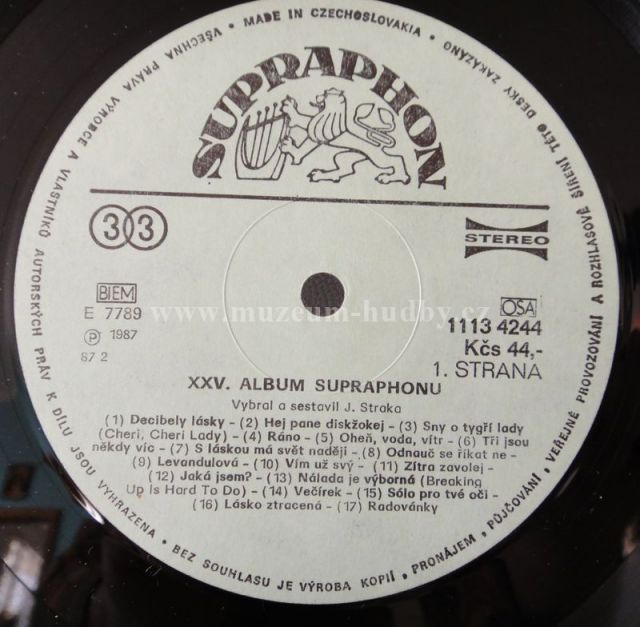 VŠECHNA PRÁVA VÝROBCE A VLASTNÍKŮ AUTORSKÝCH PRÁV K DÍLU JSOU VYHRAZENA • BEZ SOUHLASU JE VÝROBA KOPIÍ, PRONÁJEM, PŮJČOVÁNÍ, VEŘEJNÉ PROVOZOVÁNÍ A ROZHLASOVÉ ŠÍŘENÍ TÉTO DESKY ZAKÁZÁNO • MADE IN CZECHOSLOVAKIA •
SUPRAPHON
33
STEREO
BIEM
E 7789
Ⓟ 1987
87 2
www.muzeum-hudby.cz
OSA
1113 4244
Kčs 44,-
1. STRANA
XXV. ALBUM SUPRAPHONU
Vybral a sestavil J. Straka
(1) Decibely lásky – (2) Hej pane diskžokej – (3) Sny o tygří lady
(Cheri, Cheri Lady) – (4) Ráno – (5) Oheň, voda, vítr – (6) Tři jsou
někdy víc – (7) S láskou má svět naději – (8) Odnauč se říkat ne –
(9) Levandulová – (10) Vím už svý – (11) Zítra zavolej –
(12) Jaká jsem? – (13) Nálada je výborná (Breaking
Up Is Hard To Do) – (14) Večírek – (15) Sólo pro tvé oči –
(16) Lásko ztracená – (17) Radovánky